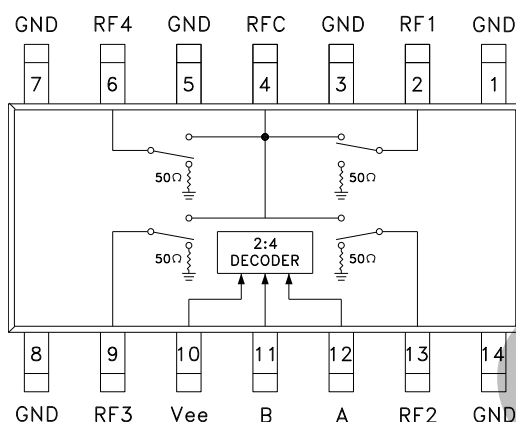 GND RF4 GND RFC GND RF1 GND
7 6 5 4 3 2 1
50Ω 50Ω
2:4
DECODER
50Ω 50Ω
8 9 10 11 12 13 14
GND RF3 Vee B A RF2 GND